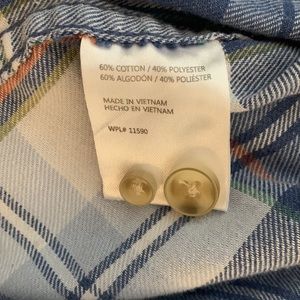 60% COTTON / 40% POLYESTER
60% ALGODÓN / 40% POLIÉSTER
MADE IN VIETNAM
HECHO EN VIETNAM
WPL# 11590